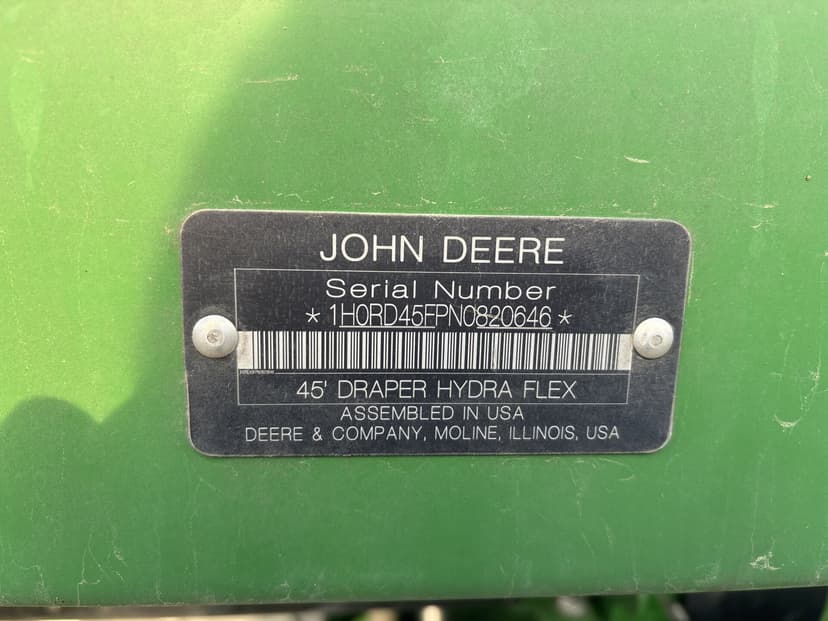 JOHN DEERE
Serial Number
*1H0RD45FPN0820646*
45' DRAPER HYDRA FLEX
ASSEMBLED IN USA
DEERE & COMPANY, MOLINE, ILLINOIS, USA